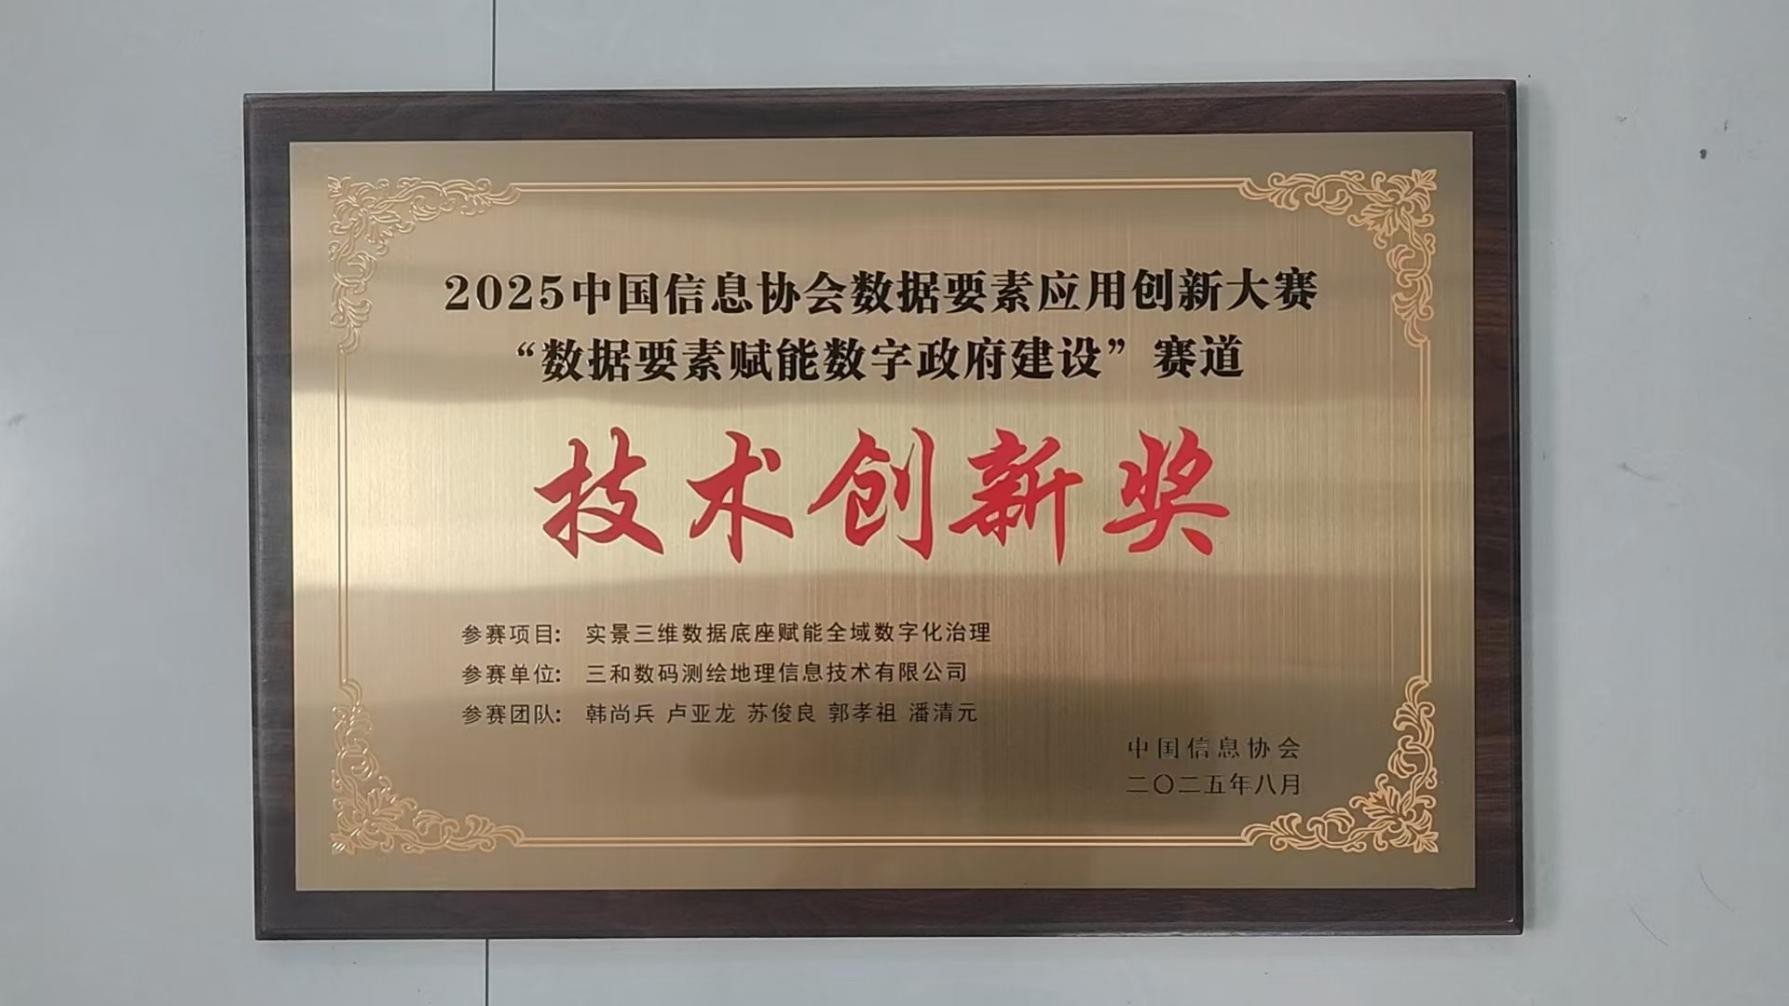 2025中国信息协会数据要素应用创新大赛
“数据要素赋能数字政府建设”赛道
技术创新奖
参赛项目: 实景三维数据底座赋能全域数字化治理
参赛单位: 三和数码测绘地理信息技术有限公司
参赛团队: 韩尚兵 卢亚龙 苏俊良 郭孝祖 潘清元
中国信息协会
二〇二五年八月